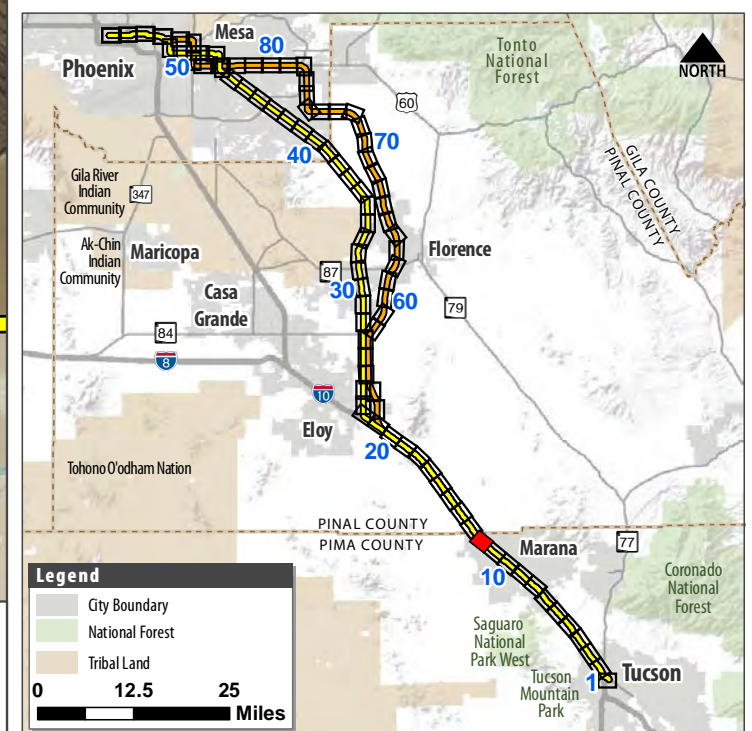 Mesa
80
Tonto
National
Forest
NORTH
Phoenix
50
60
70
40
GILA COUNTY
PINAL COUNTY
Gila River
Indian
Community
347
Ak-Chin
Indian
Community
Maricopa
Florence
87
Casa
Grande
30
60
79
84
8
10
Eloy
20
Tohono O'odham Nation
PINAL COUNTY
PIMA COUNTY
Marana
77
10
Coronado
National
Forest
Saguaro
National
Park West
Tucson
Mountain
Park
1
Tucson
Legend
City Boundary
National Forest
Tribal Land
0 12.5 25
Miles